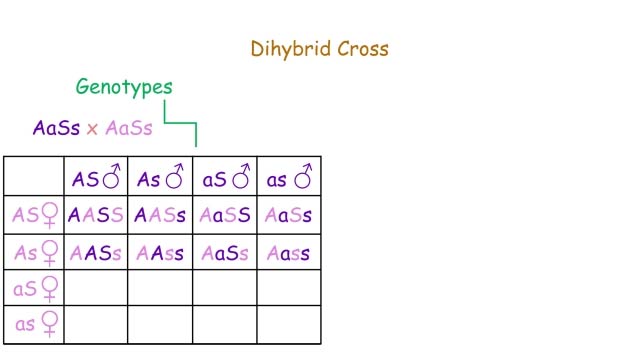 Dihybrid Cross
Genotypes
AaSs x AaSs
AS♂ As♂ aS♂ as♂
AS♀ AASS AASs AaSS AaSs
As♀ AASs AAss AaSs Aass
aS♀
as♀